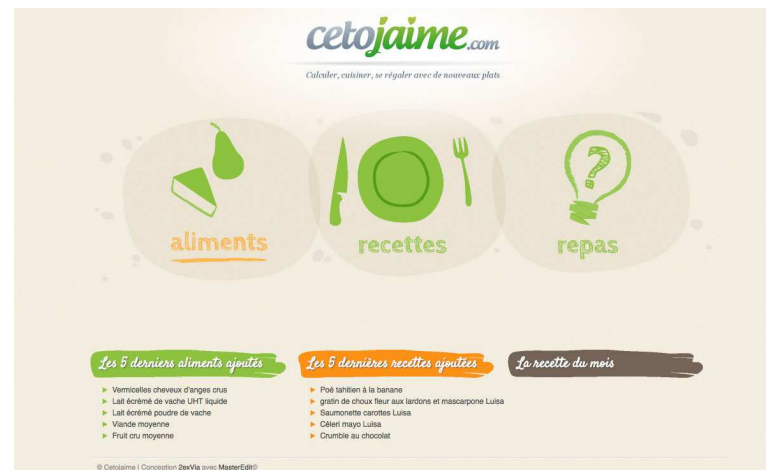 cetojaime.com
Calculer, cuisiner, se régaler avec de nouveaux plats
?
aliments
recettes
repas
Les 5 derniers aliments ajoutés
Vermicelles cheveux d'anges crus
Lait écrémé de vache UHT liquide
Lait écrémé poudre de vache
Viande moyenne
Fruit cru moyenne
Les 5 dernières recettes ajoutées
Poè tahitien à la banane
gratin de choux fleur aux lardons et mascarpone Luisa
Saumonette carottes Luisa
Céleri mayo Luisa
Crumble au chocolat
La recette du mois
© Cetojaime | Conception 2exVia avec MasterEdit©